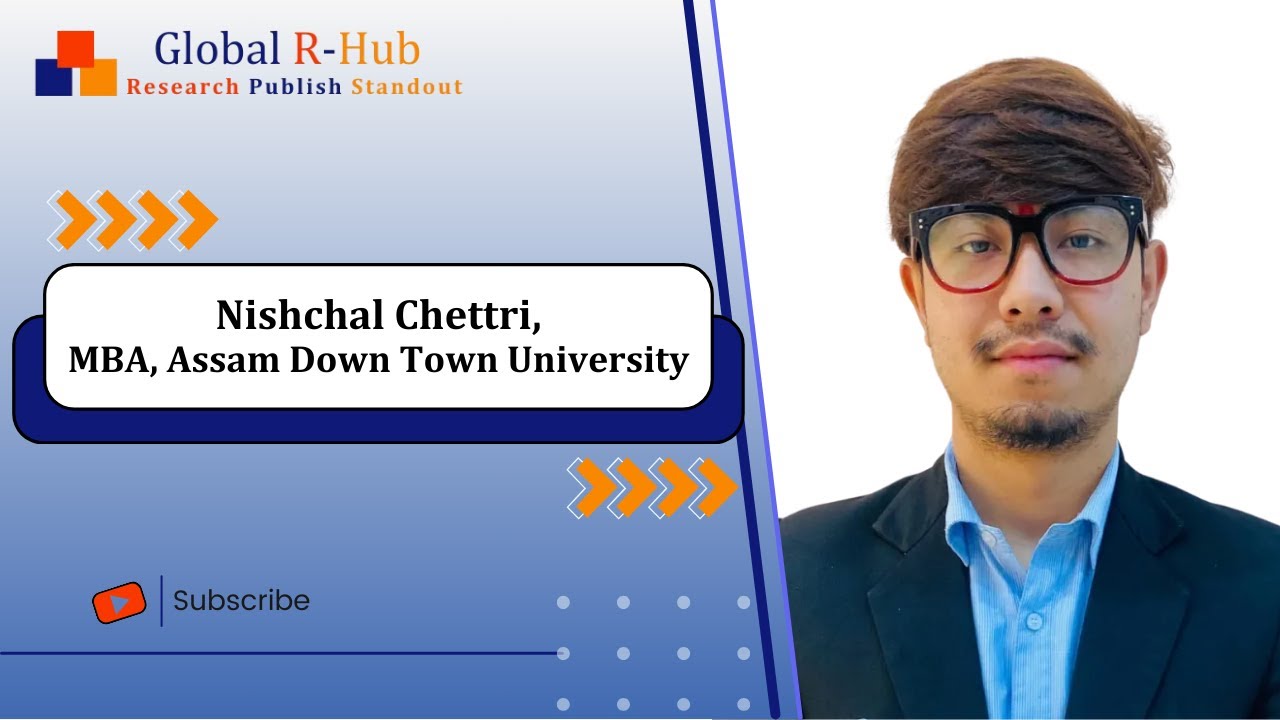 Global R-Hub
Research Publish Standout
Nishchal Chettri,
MBA, Assam Down Town University
Subscribe